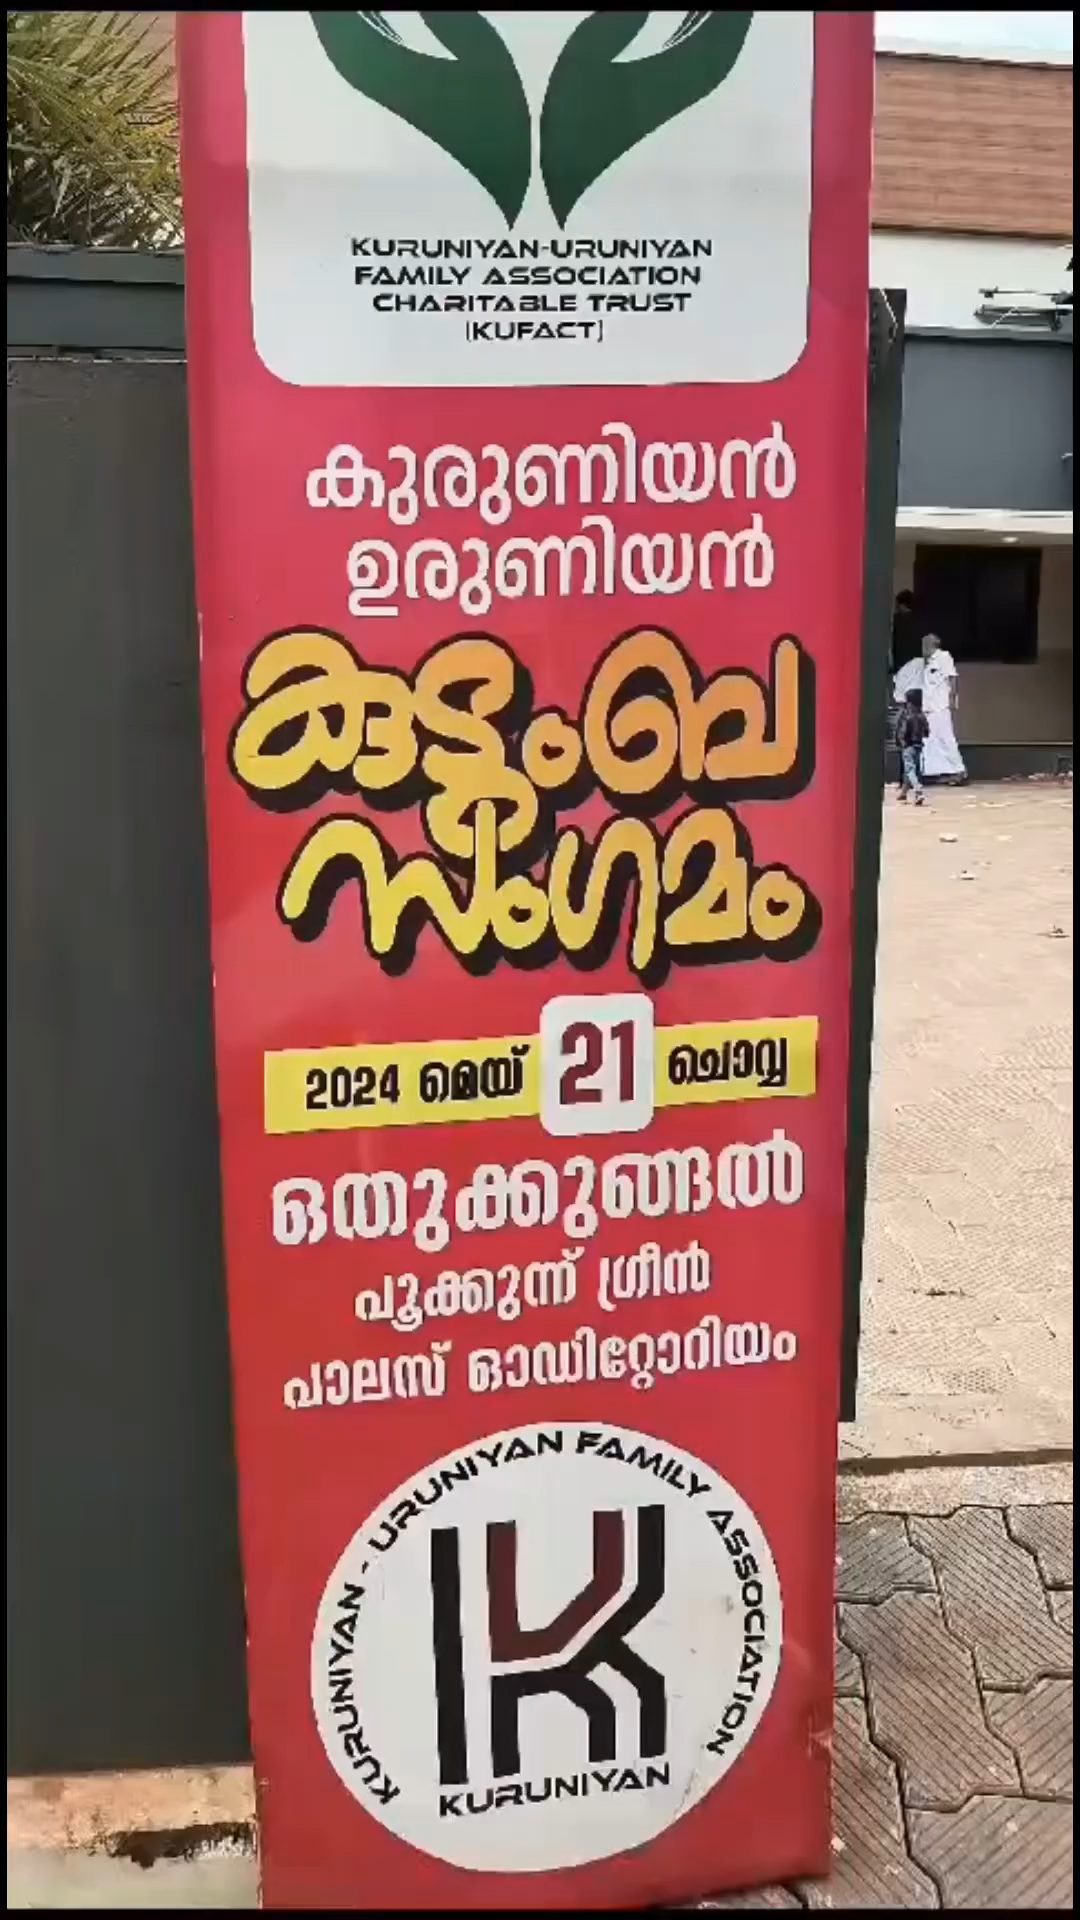 KURUNIYAN-URUNIYAN
FAMILY ASSOCIATION
CHARITABLE TRUST
(KUFACT)
കുരുണിയൻ
ഉരുണിയൻ
കുടുംബ
സംഗമം
2024 മെയ് 21 ചൊവ്വ
ഒതുക്കുങ്ങൽ
പൂക്കുന്ന് ഗ്രീൻ
പാലസ് ഓഡിറ്റോറിയം
KURUNIYAN - URUNIYAN FAMILY ASSOCIATION
KURUNIYAN